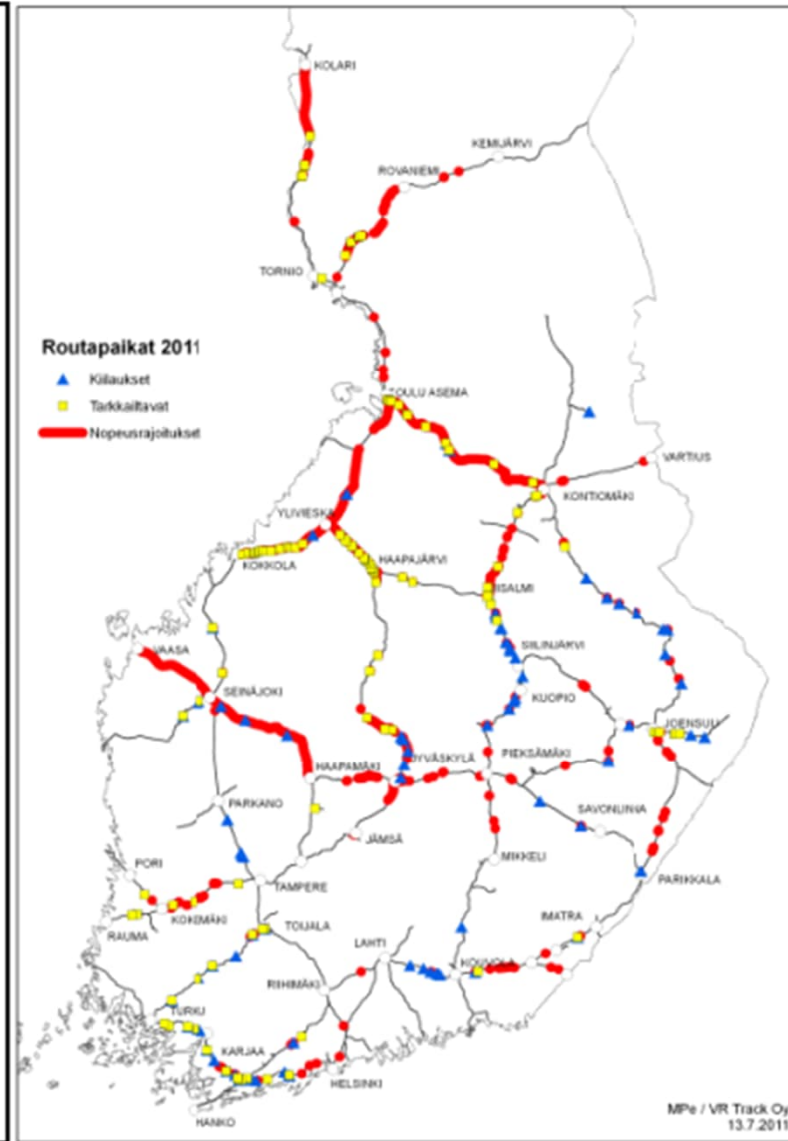 KOLARI
KEMIJÄRVI
ROVANIEMI
TORNIO
Routapaikat 2011
Kiilaukset
Tarkkailtavat
Nopeusrajoitukset
OULU ASEMA
VARTIUS
KONTIOMÄKI
YLIVIESKA
HAAPAJÄRVI
KOKKOLA
IISALMI
SIILINJÄRVI
VAASA
SEINÄJOKI
KUOPIO
JOENSUU
PIEKSÄMÄKI
JYVÄSKYLÄ
HAAPAMÄKI
PARKANO
SAVONLINNA
JÄMSÄ
MIKKELI
PORI
PARIKKALA
TAMPERE
KOKEMÄKI
IMATRA
RAUMA
TOIJALA
LAHTI
KOUVOLA
RIIHIMÄKI
TURKU
KARJAA
HELSINKI
HANKO
MPe / VR Track Oy
13.7.2011